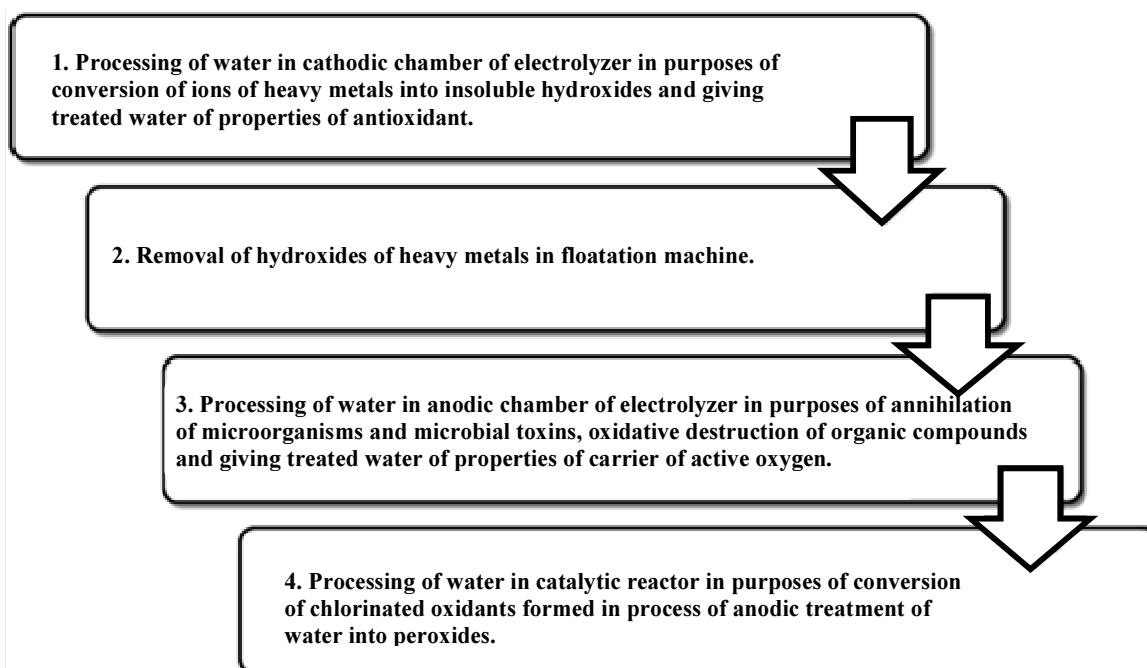 1. Processing of water in cathodic chamber of electrolyzer in purposes of
conversion of ions of heavy metals into insoluble hydroxides and giving
treated water of properties of antioxidant.
2. Removal of hydroxides of heavy metals in floatation machine.
3. Processing of water in anodic chamber of electrolyzer in purposes of annihilation
of microorganisms and microbial toxins, oxidative destruction of organic compounds
and giving treated water of properties of carrier of active oxygen.
4. Processing of water in catalytic reactor in purposes of conversion
of chlorinated oxidants formed in process of anodic treatment of
water into peroxides.